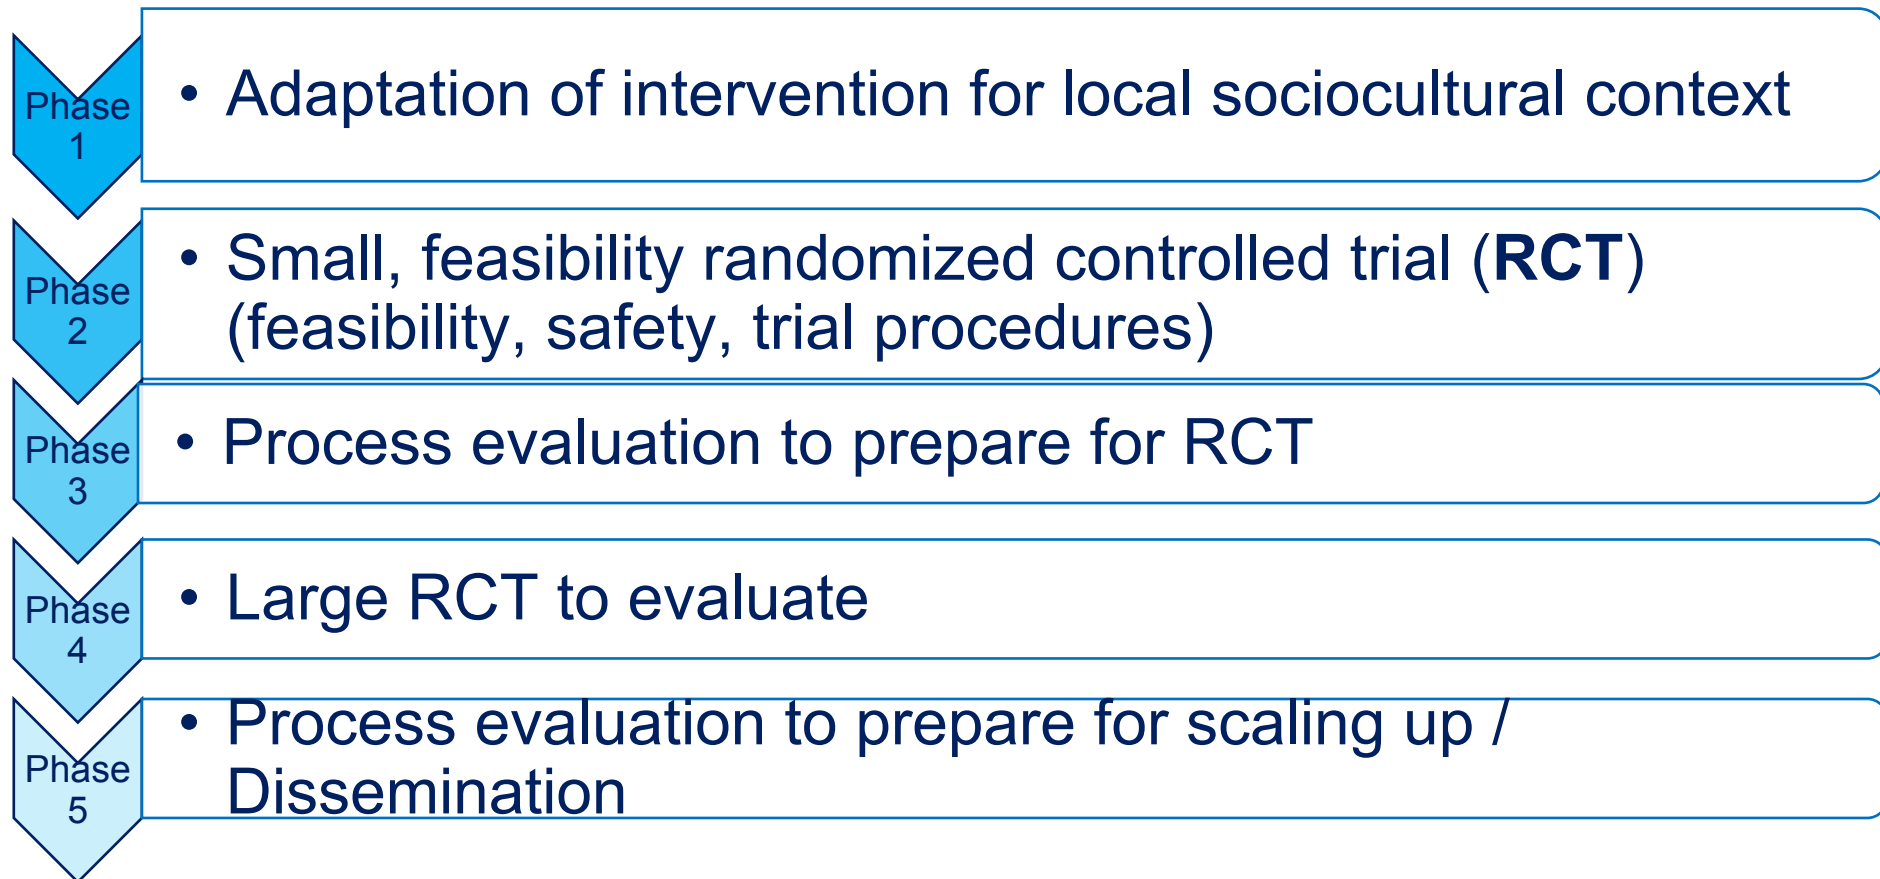 Phase
1
• Adaptation of intervention for local sociocultural context
Phase
2
• Small, feasibility randomized controlled trial (RCT)
(feasibility, safety, trial procedures)
Phase
3
• Process evaluation to prepare for RCT
Phase
4
• Large RCT to evaluate
Phase
5
• Process evaluation to prepare for scaling up /
Dissemination